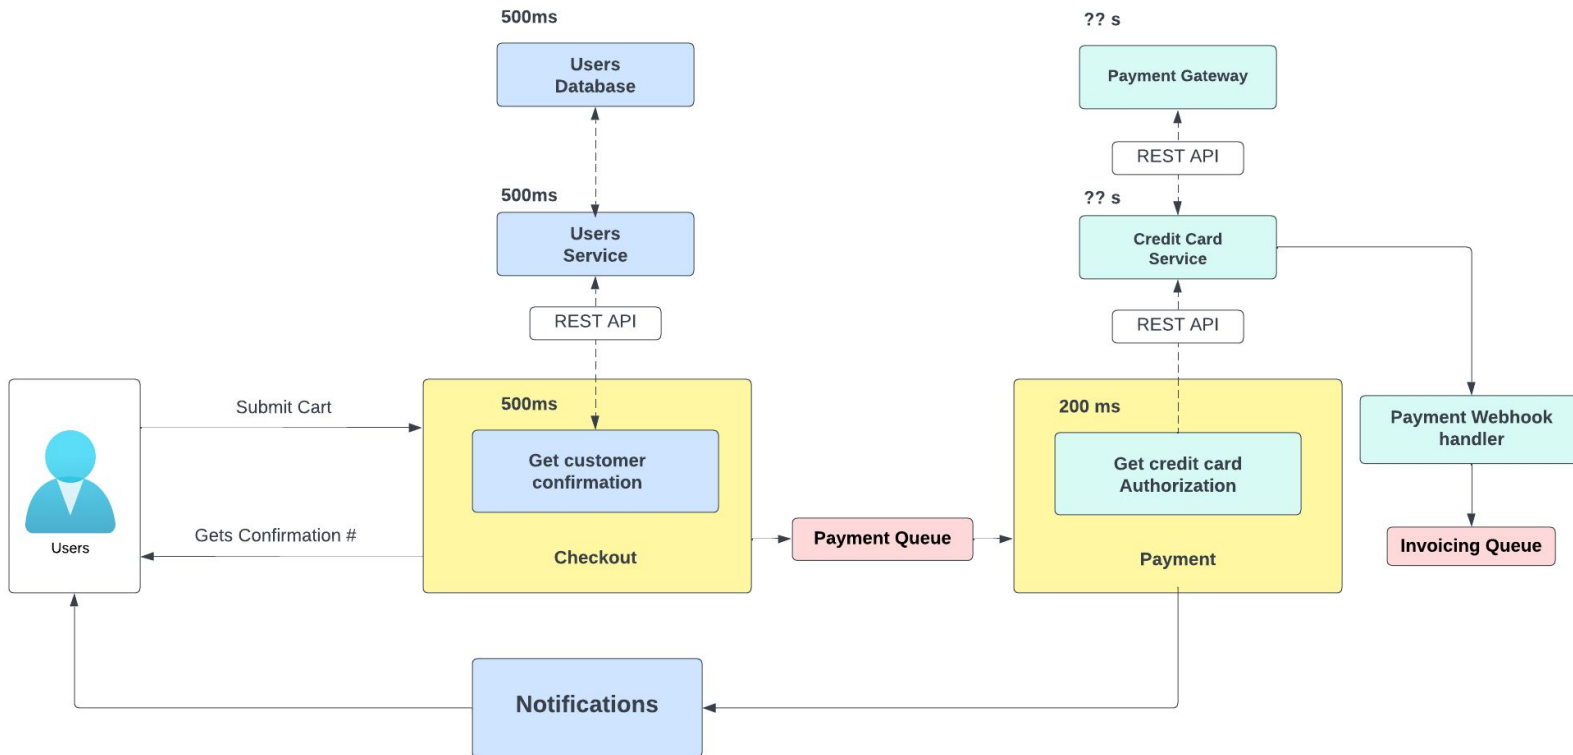 500ms
Users
Database
500ms
Users
Service
REST API
?? s
Payment Gateway
REST API
?? s
Credit Card
Service
REST API
Users
Submit Cart
Gets Confirmation #
500ms
Get customer
confirmation
Checkout
Payment Queue
200 ms
Get credit card
Authorization
Payment
Payment Webhook
handler
Invoicing Queue
Notifications